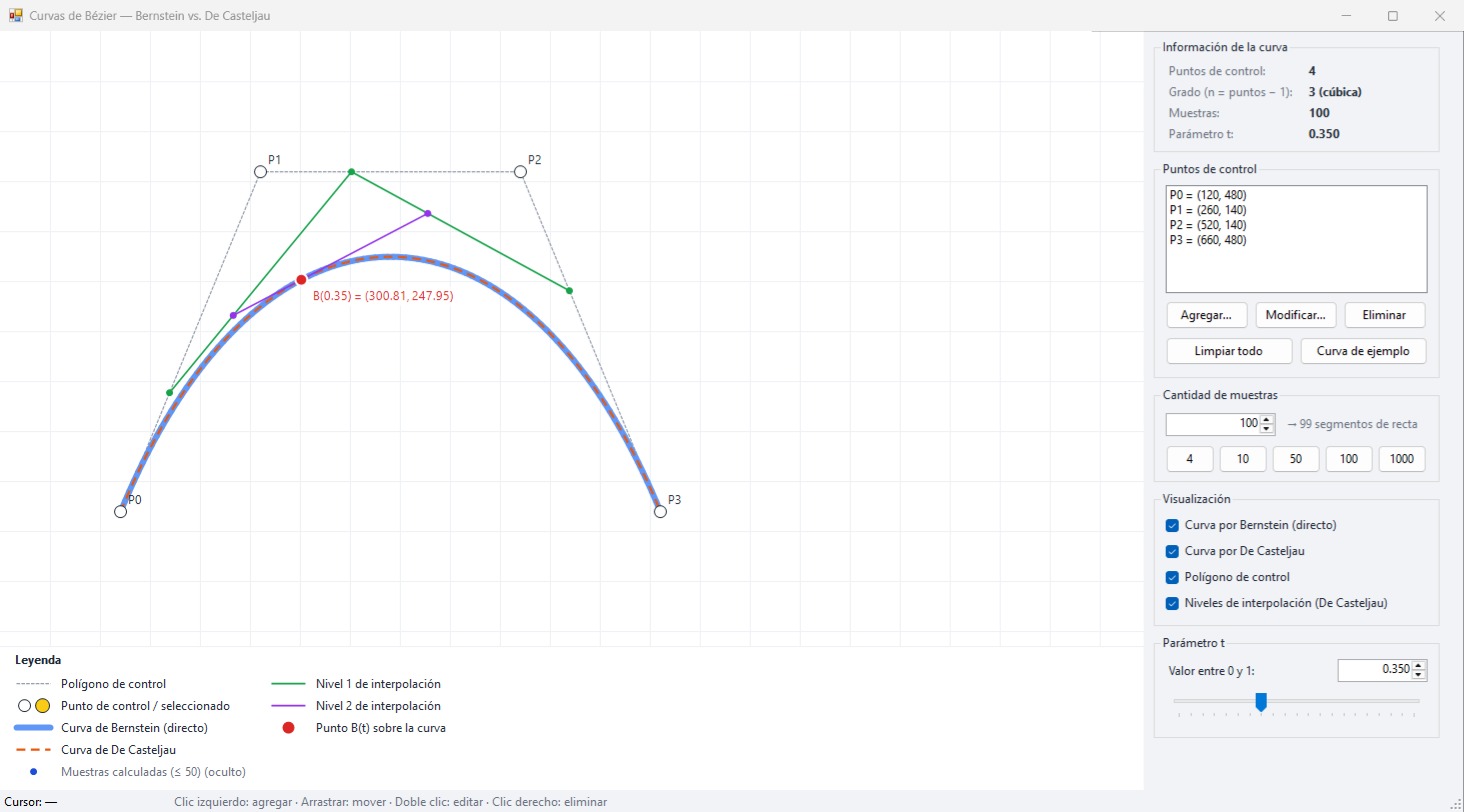 Curvas de Bézier — Bernstein vs. De Casteljau
P1
P2
B(0.35) = (300.81, 247.95)
P0
P3
Información de la curva
Puntos de control: 4
Grado (n = puntos − 1): 3 (cúbica)
Muestras: 100
Parámetro t: 0.350
Puntos de control
P0 = (120, 480)
P1 = (260, 140)
P2 = (520, 140)
P3 = (660, 480)
Agregar... Modificar... Eliminar
Limpiar todo Curva de ejemplo
Cantidad de muestras
100 → 99 segmentos de recta
4 10 50 100 1000
Visualización
Curva por Bernstein (directo)
Curva por De Casteljau
Polígono de control
Niveles de interpolación (De Casteljau)
Parámetro t
Valor entre 0 y 1: 0.350
Leyenda
Polígono de control
Punto de control / seleccionado
Curva de Bernstein (directo)
Curva de De Casteljau
Muestras calculadas (≤ 50) (oculto)
Nivel 1 de interpolación
Nivel 2 de interpolación
Punto B(t) sobre la curva
Cursor: —
Clic izquierdo: agregar · Arrastrar: mover · Doble clic: editar · Clic derecho: eliminar